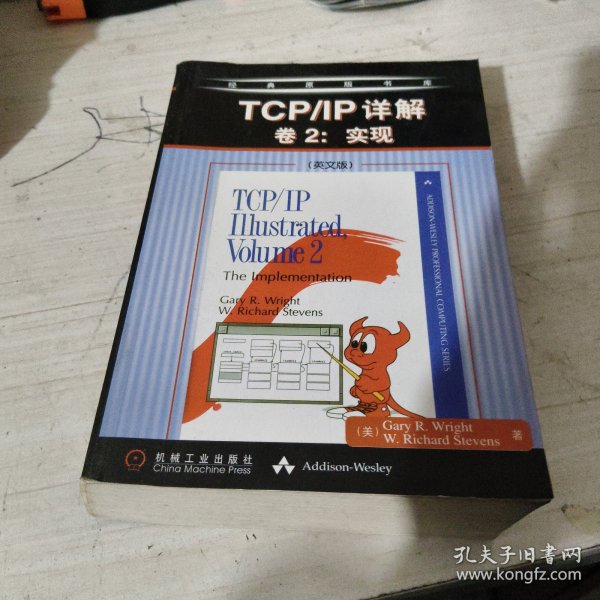 经典原版书库
TCP/IP 详解
卷 2：实现
（英文版）
TCP/IP
Illustrated,
Volume 2
The Implementation
Gary R. Wright
W. Richard Stevens
ADDISON-WESLEY PROFESSIONAL COMPUTING SERIES
（美） Gary R. Wright
W. Richard Stevens 著
机械工业出版社
China Machine Press
Addison-Wesley
孔夫子旧书网
www.kongfz.com